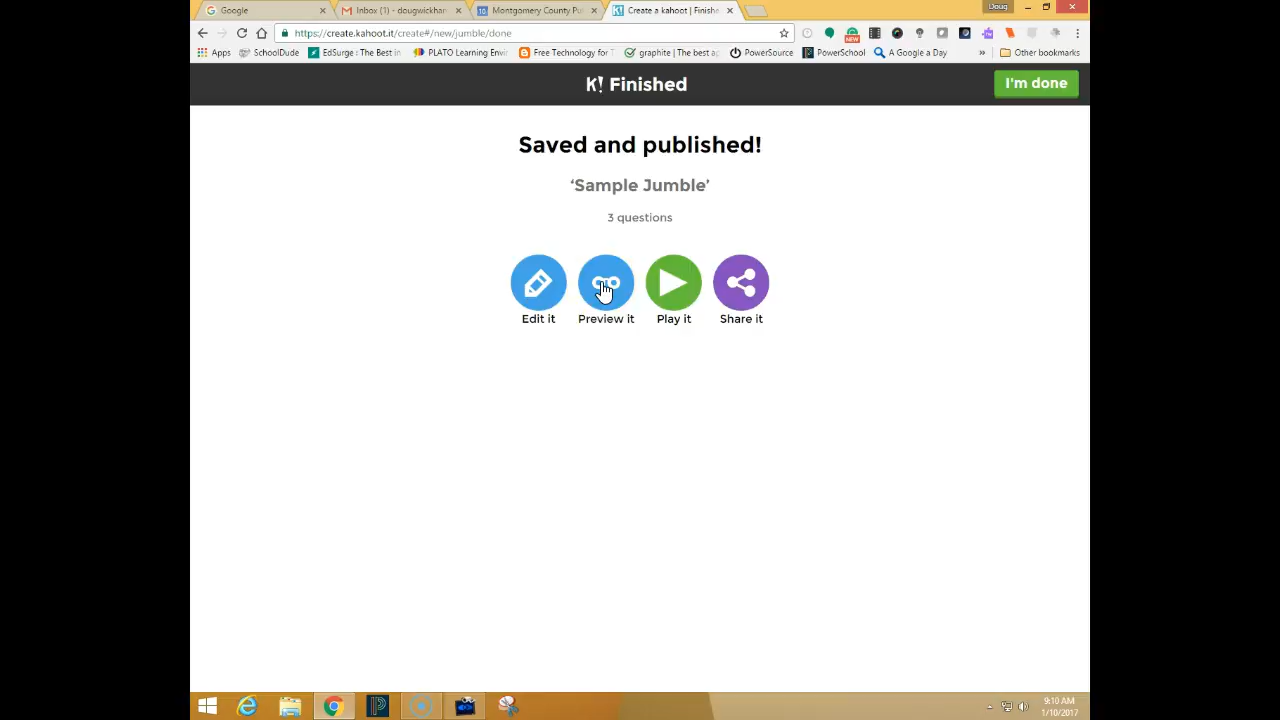 Google
Inbox (1) - dougwickhar
Montgomery County Pu
Create a kahoot | Finishe
Doug
https://create.kahoot.it/create#/new/jumble/done
Apps
SchoolDude
EdSurge : The Best in
PLATO Learning Envi
Free Technology for T
graphite | The best ap
PowerSource
PowerSchool
A Google a Day
»
Other bookmarks
NEW
K! Finished
I'm done
Saved and published!
‘Sample Jumble’
3 questions
Edit it
Preview it
Play it
Share it
9:10 AM
1/10/2017